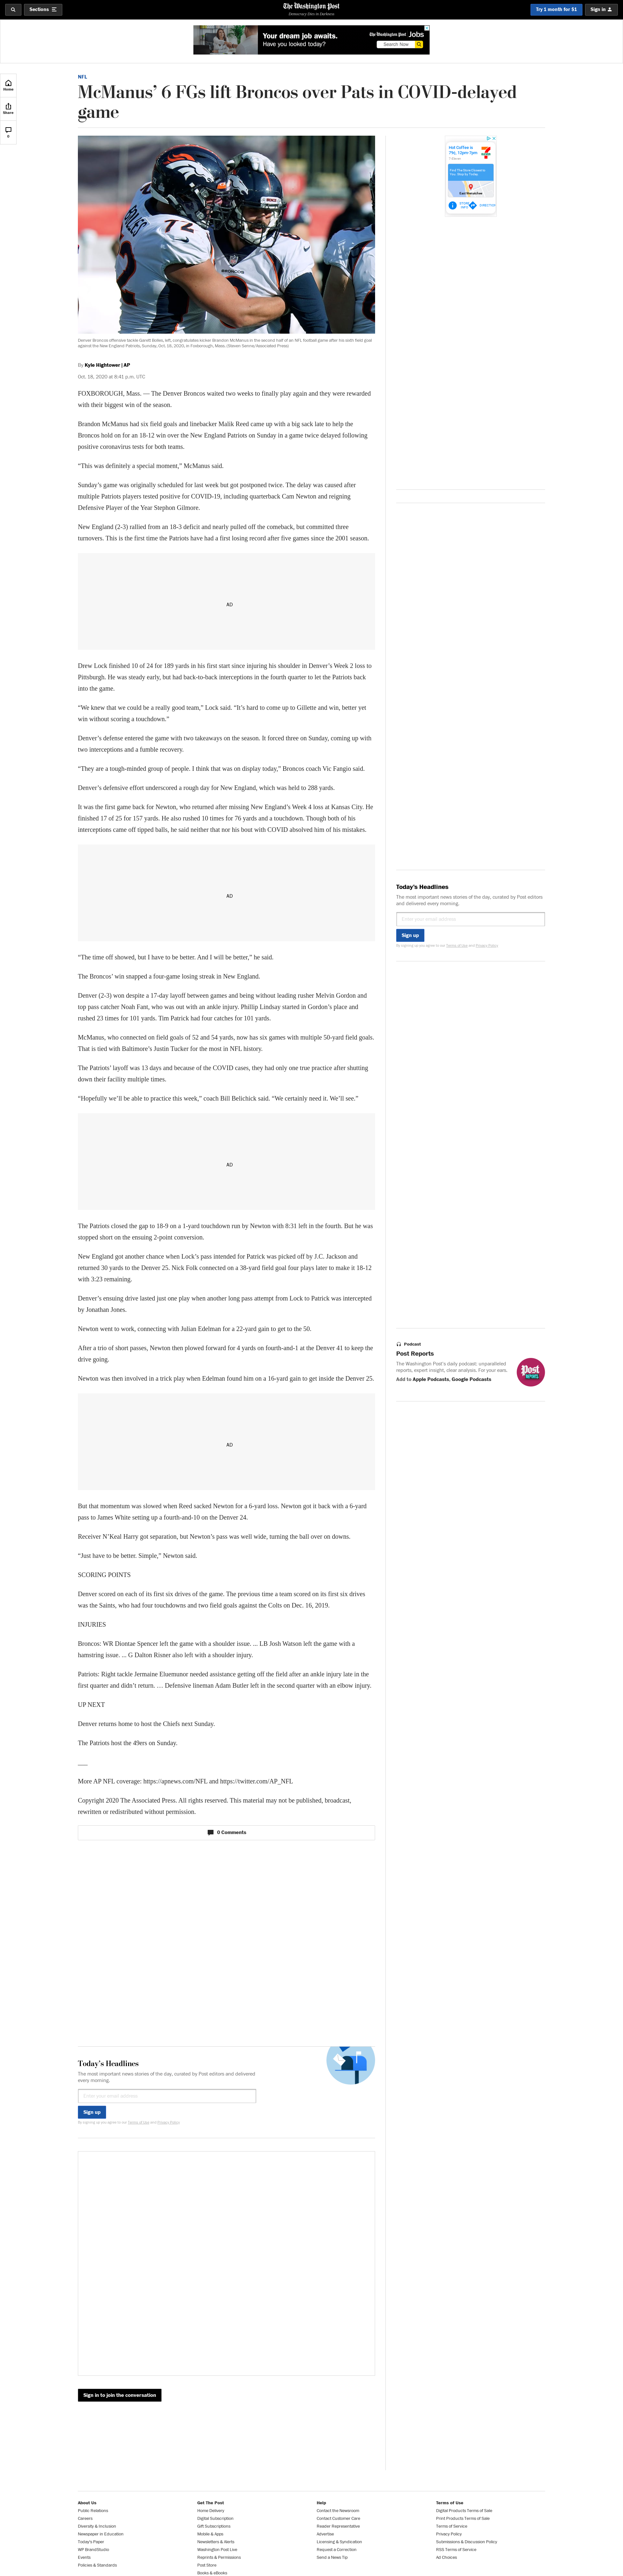 Sections
The Washington Post
Democracy Dies in Darkness
Try 1 month for $1
Sign in
Your dream job awaits.
Have you looked today?
The Washington Post Jobs
Search Now
Home
Share
0
NFL
McManus’ 6 FGs lift Broncos over Pats in COVID-delayed
game
Denver Broncos offensive tackle Garett Bolles, left, congratulates kicker Brandon McManus in the second half of an NFL football game after his sixth field goal
against the New England Patriots, Sunday, Oct. 18, 2020, in Foxborough, Mass. (Steven Senne/Associated Press)
By Kyle Hightower | AP
Oct. 18, 2020 at 8:41 p.m. UTC
FOXBOROUGH, Mass. — The Denver Broncos waited two weeks to finally play again and they were rewarded
with their biggest win of the season.
Brandon McManus had six field goals and linebacker Malik Reed came up with a big sack late to help the
Broncos hold on for an 18-12 win over the New England Patriots on Sunday in a game twice delayed following
positive coronavirus tests for both teams.
“This was definitely a special moment,” McManus said.
Sunday’s game was originally scheduled for last week but got postponed twice. The delay was caused after
multiple Patriots players tested positive for COVID-19, including quarterback Cam Newton and reigning
Defensive Player of the Year Stephon Gilmore.
New England (2-3) rallied from an 18-3 deficit and nearly pulled off the comeback, but committed three
turnovers. This is the first time the Patriots have had a first losing record after five games since the 2001 season.
AD
Drew Lock finished 10 of 24 for 189 yards in his first start since injuring his shoulder in Denver’s Week 2 loss to
Pittsburgh. He was steady early, but had back-to-back interceptions in the fourth quarter to let the Patriots back
into the game.
“We knew that we could be a really good team,” Lock said. “It’s hard to come up to Gillette and win, better yet
win without scoring a touchdown.”
Denver’s defense entered the game with two takeaways on the season. It forced three on Sunday, coming up with
two interceptions and a fumble recovery.
“They are a tough-minded group of people. I think that was on display today,” Broncos coach Vic Fangio said.
Denver’s defensive effort underscored a rough day for New England, which was held to 288 yards.
It was the first game back for Newton, who returned after missing New England’s Week 4 loss at Kansas City. He
finished 17 of 25 for 157 yards. He also rushed 10 times for 76 yards and a touchdown. Though both of his
interceptions came off tipped balls, he said neither that nor his bout with COVID absolved him of his mistakes.
AD
“The time off showed, but I have to be better. And I will be better,” he said.
The Broncos’ win snapped a four-game losing streak in New England.
Denver (2-3) won despite a 17-day layoff between games and being without leading rusher Melvin Gordon and
top pass catcher Noah Fant, who was out with an ankle injury. Phillip Lindsay started in Gordon’s place and
rushed 23 times for 101 yards. Tim Patrick had four catches for 101 yards.
McManus, who connected on field goals of 52 and 54 yards, now has six games with multiple 50-yard field goals.
That is tied with Baltimore’s Justin Tucker for the most in NFL history.
The Patriots’ layoff was 13 days and because of the COVID cases, they had only one true practice after shutting
down their facility multiple times.
“Hopefully we’ll be able to practice this week,” coach Bill Belichick said. “We certainly need it. We’ll see.”
AD
The Patriots closed the gap to 18-9 on a 1-yard touchdown run by Newton with 8:31 left in the fourth. But he was
stopped short on the ensuing 2-point conversion.
New England got another chance when Lock’s pass intended for Patrick was picked off by J.C. Jackson and
returned 30 yards to the Denver 25. Nick Folk connected on a 38-yard field goal four plays later to make it 18-12
with 3:23 remaining.
Denver’s ensuing drive lasted just one play when another long pass attempt from Lock to Patrick was intercepted
by Jonathan Jones.
Newton went to work, connecting with Julian Edelman for a 22-yard gain to get to the 50.
After a trio of short passes, Newton then plowed forward for 4 yards on fourth-and-1 at the Denver 41 to keep the
drive going.
Newton was then involved in a trick play when Edelman found him on a 16-yard gain to get inside the Denver 25.
AD
But that momentum was slowed when Reed sacked Newton for a 6-yard loss. Newton got it back with a 6-yard
pass to James White setting up a fourth-and-10 on the Denver 24.
Receiver N’Keal Harry got separation, but Newton’s pass was well wide, turning the ball over on downs.
“Just have to be better. Simple,” Newton said.
SCORING POINTS
Denver scored on each of its first six drives of the game. The previous time a team scored on its first six drives
was the Saints, who had four touchdowns and two field goals against the Colts on Dec. 16, 2019.
INJURIES
Broncos: WR Diontae Spencer left the game with a shoulder issue. ... LB Josh Watson left the game with a
hamstring issue. ... G Dalton Risner also left with a shoulder injury.
Patriots: Right tackle Jermaine Eluemunor needed assistance getting off the field after an ankle injury late in the
first quarter and didn’t return. … Defensive lineman Adam Butler left in the second quarter with an elbow injury.
UP NEXT
Denver returns home to host the Chiefs next Sunday.
The Patriots host the 49ers on Sunday.
___
More AP NFL coverage: https://apnews.com/NFL and https://twitter.com/AP_NFL
Copyright 2020 The Associated Press. All rights reserved. This material may not be published, broadcast,
rewritten or redistributed without permission.
0 Comments
Today’s Headlines
The most important news stories of the day, curated by Post editors and delivered
every morning.
Enter your email address
Sign up
By signing up you agree to our Terms of Use and Privacy Policy
Sign in to join the conversation
Today’s Headlines
The most important news stories of the day, curated by Post editors
and delivered every morning.
Enter your email address
Sign up
By signing up you agree to our Terms of Use and Privacy Policy
Podcast
Post Reports
The Washington Post’s daily podcast: unparalleled
reports, expert insight, clear analysis. For your ears.
Add to Apple Podcasts, Google Podcasts
Post
REPORTS
About Us
Public Relations
Careers
Diversity & Inclusion
Newspaper in Education
Today's Paper
WP BrandStudio
Events
Policies & Standards
Get The Post
Home Delivery
Digital Subscription
Gift Subscriptions
Mobile & Apps
Newsletters & Alerts
Washington Post Live
Reprints & Permissions
Post Store
Books & eBooks
Help
Contact the Newsroom
Contact Customer Care
Reader Representative
Advertise
Licensing & Syndication
Request a Correction
Send a News Tip
Terms of Use
Digital Products Terms of Sale
Print Products Terms of Sale
Terms of Service
Privacy Policy
Submissions & Discussion Policy
RSS Terms of Service
Ad Choices